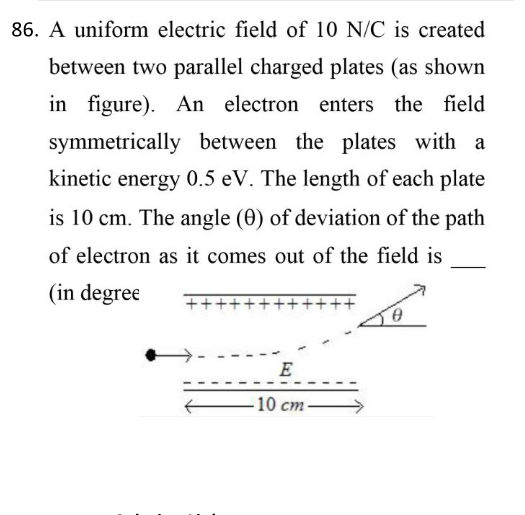 86. A uniform electric field of 10 N/C is created
between two parallel charged plates (as shown
in figure). An electron enters the field
symmetrically between the plates with a
kinetic energy 0.5 eV. The length of each plate
is 10 cm. The angle (θ) of deviation of the path
of electron as it comes out of the field is ___
(in degree
++++++++++++
θ
E
10 cm